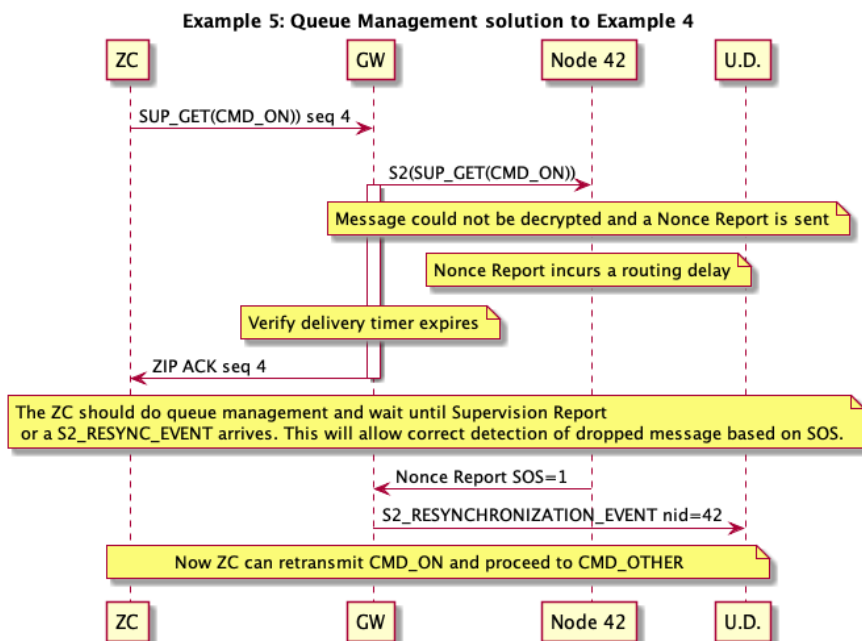 Example 5: Queue Management solution to Example 4
ZC GW Node 42 U.D.
SUP_GET(CMD_ON)) seq 4
S2(SUP_GET(CMD_ON))
Message could not be decrypted and a Nonce Report is sent
Nonce Report incurs a routing delay
Verify delivery timer expires
ZIP ACK seq 4
The ZC should do queue management and wait until Supervision Report
or a S2_RESYNC_EVENT arrives. This will allow correct detection of dropped message based on SOS.
Nonce Report SOS=1
S2_RESYNCHRONIZATION_EVENT nid=42
Now ZC can retransmit CMD_ON and proceed to CMD_OTHER
ZC GW Node 42 U.D.